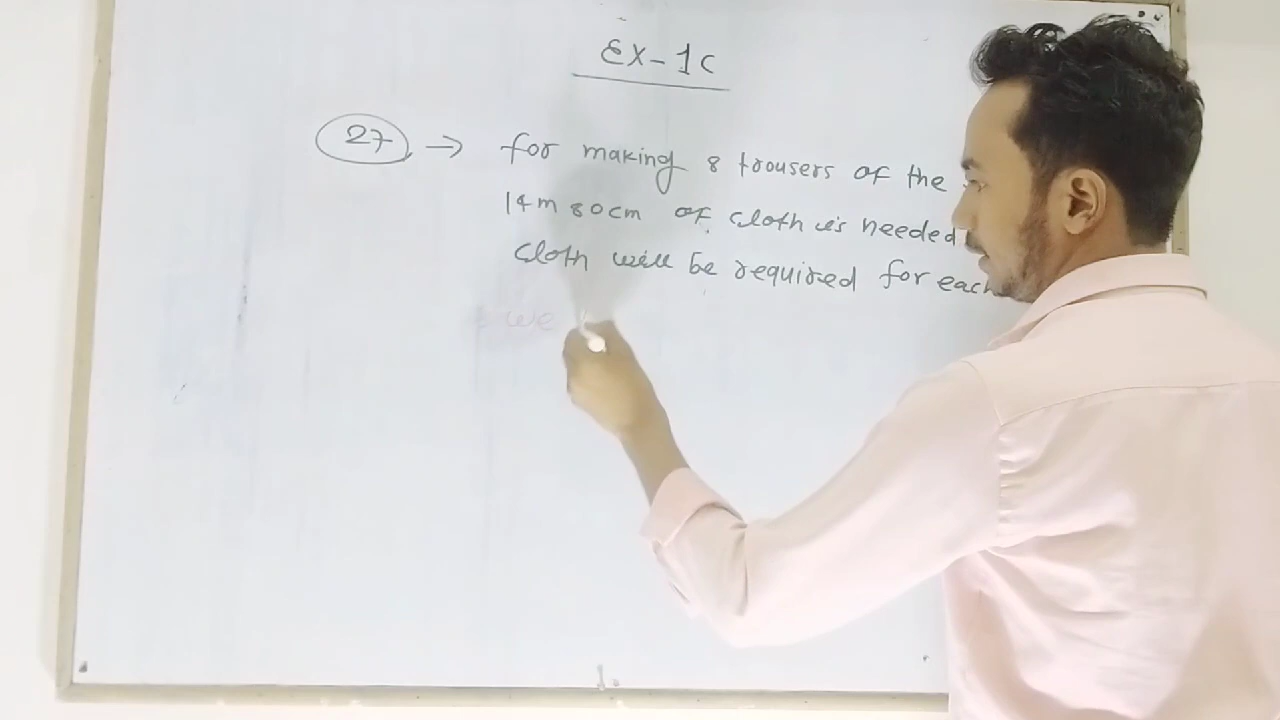 EX-1C
27 → for making 8 trousers of the
14m 80cm of cloth is needed
cloth will be required for each
we